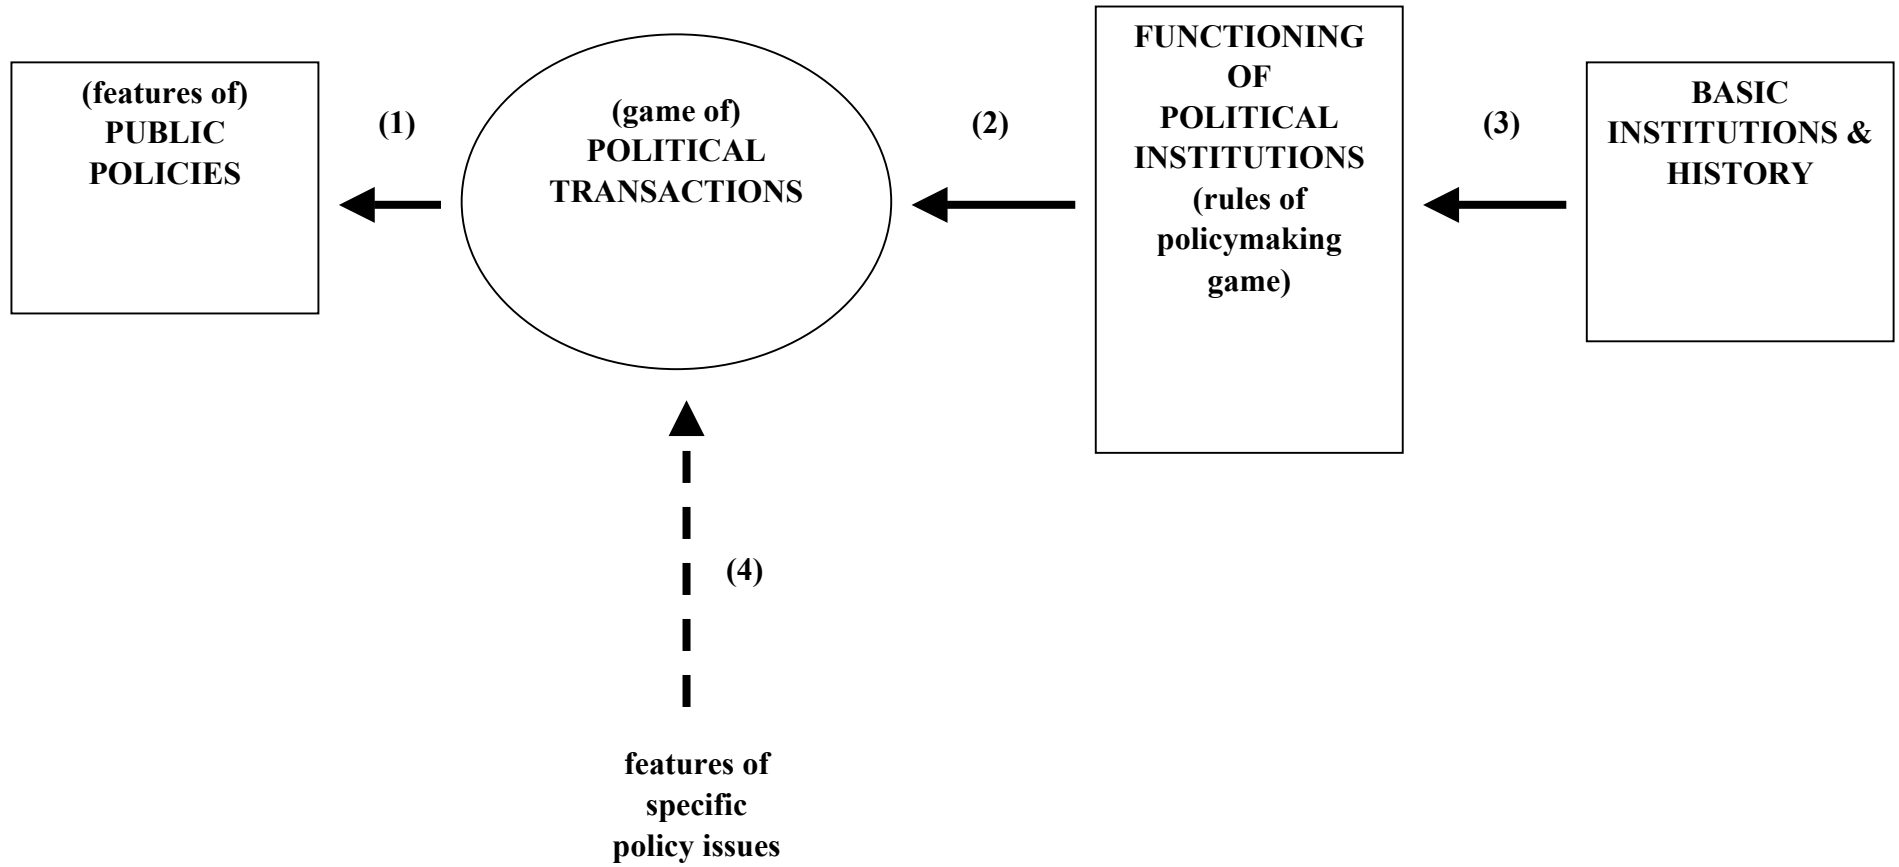 (features of)
PUBLIC
POLICIES
(1)
(game of)
POLITICAL
TRANSACTIONS
(2)
FUNCTIONING
OF
POLITICAL
INSTITUTIONS
(rules of
policymaking
game)
(3)
BASIC
INSTITUTIONS &
HISTORY
(4)
features of
specific
policy issues